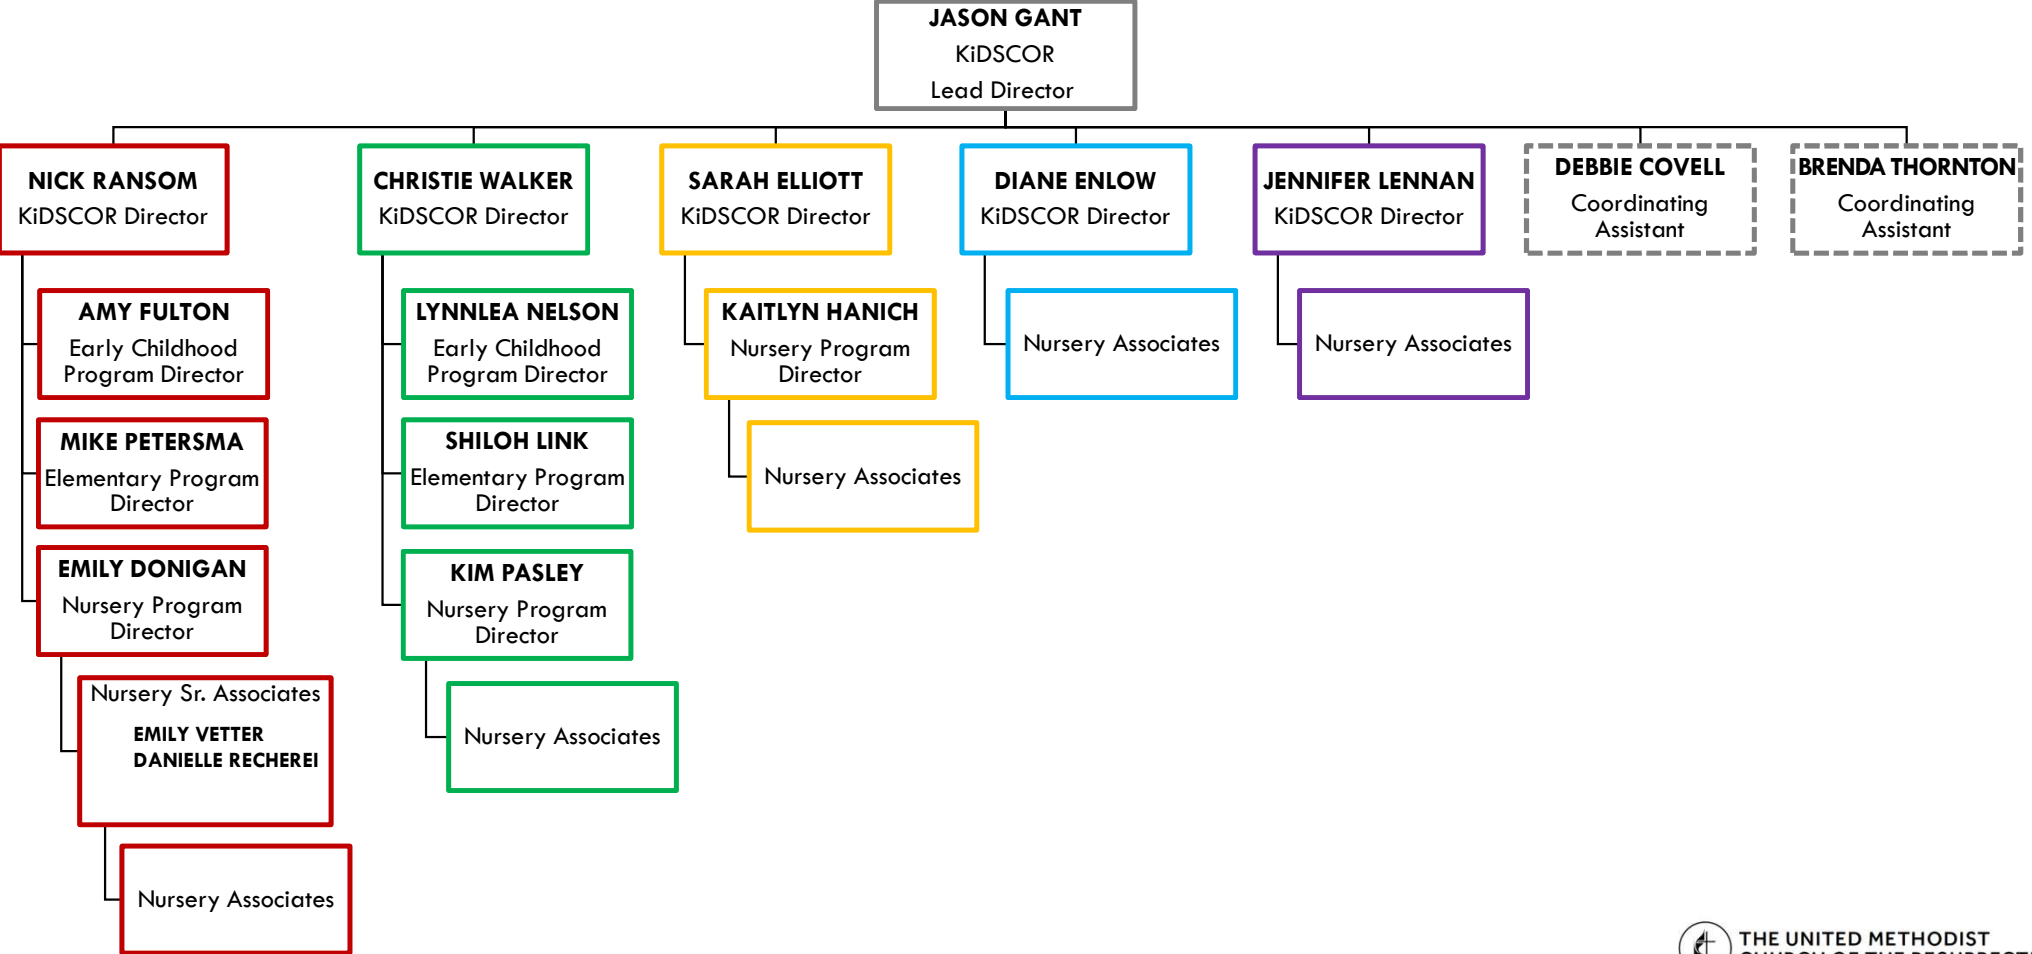 JASON GANT
KiDSCOR
Lead Director
NICK RANSOM
KiDSCOR Director
CHRISTIE WALKER
KiDSCOR Director
SARAH ELLIOTT
KiDSCOR Director
DIANE ENLOW
KiDSCOR Director
JENNIFER LENNAN
KiDSCOR Director
DEBBIE COVELL
Coordinating
Assistant
BRENDA THORNTON
Coordinating
Assistant
AMY FULTON
Early Childhood
Program Director
LYNNLEA NELSON
Early Childhood
Program Director
KAITLYN HANICH
Nursery Program
Director
Nursery Associates
Nursery Associates
MIKE PETERSMA
Elementary Program
Director
SHILOH LINK
Elementary Program
Director
Nursery Associates
EMILY DONIGAN
Nursery Program
Director
KIM PASLEY
Nursery Program
Director
Nursery Sr. Associates
EMILY VETTER
DANIELLE RECHEREI
Nursery Associates
Nursery Associates
THE UNITED METHODIST